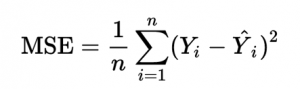 MSE = \frac{1}{n} \sum_{i=1}^{n} (Y_i - \hat{Y}_i)^2